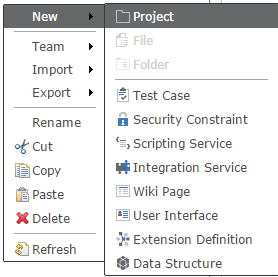 New
Team
Import
Export
Rename
Cut
Copy
Paste
Delete
Refresh
Project
File
Folder
Test Case
Security Constraint
Scripting Service
Integration Service
Wiki Page
User Interface
Extension Definition
Data Structure